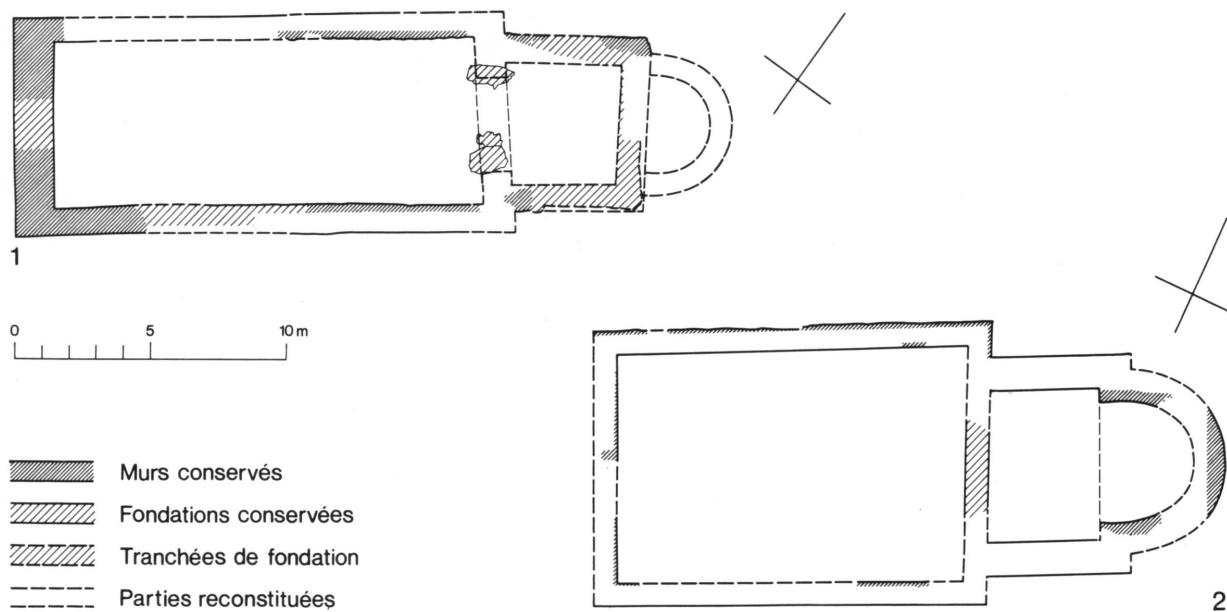 1
0 5 10 m
Murs conservés
Fondations conservées
Tranchées de fondation
Parties reconstituées
2